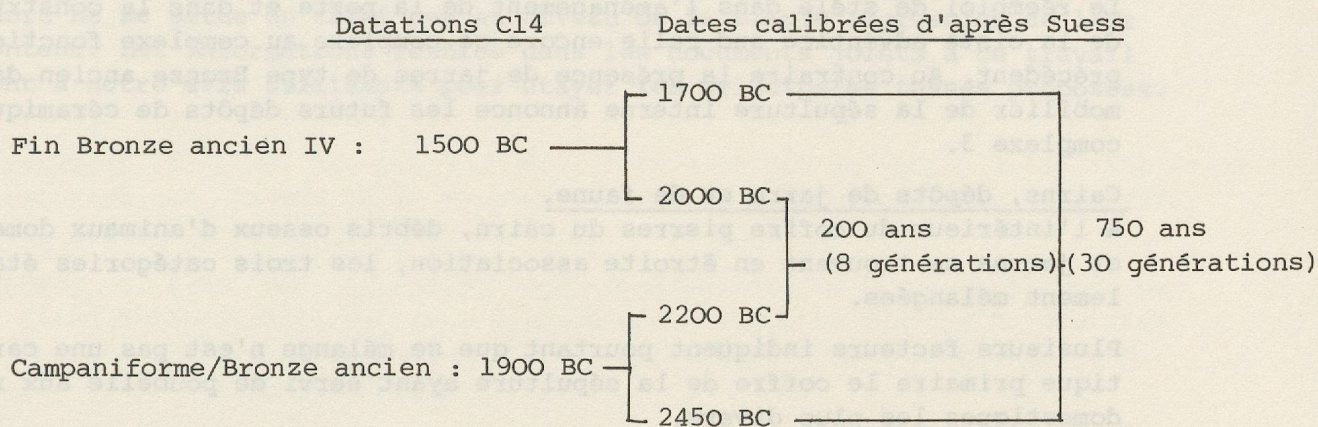 Datations C14 Dates calibrées d'après Suess
1700 BC
Fin Bronze ancien IV : 1500 BC
2000 BC
200 ans 750 ans
(8 générations) (30 générations)
2200 BC
Campaniforme/Bronze ancien : 1900 BC
2450 BC